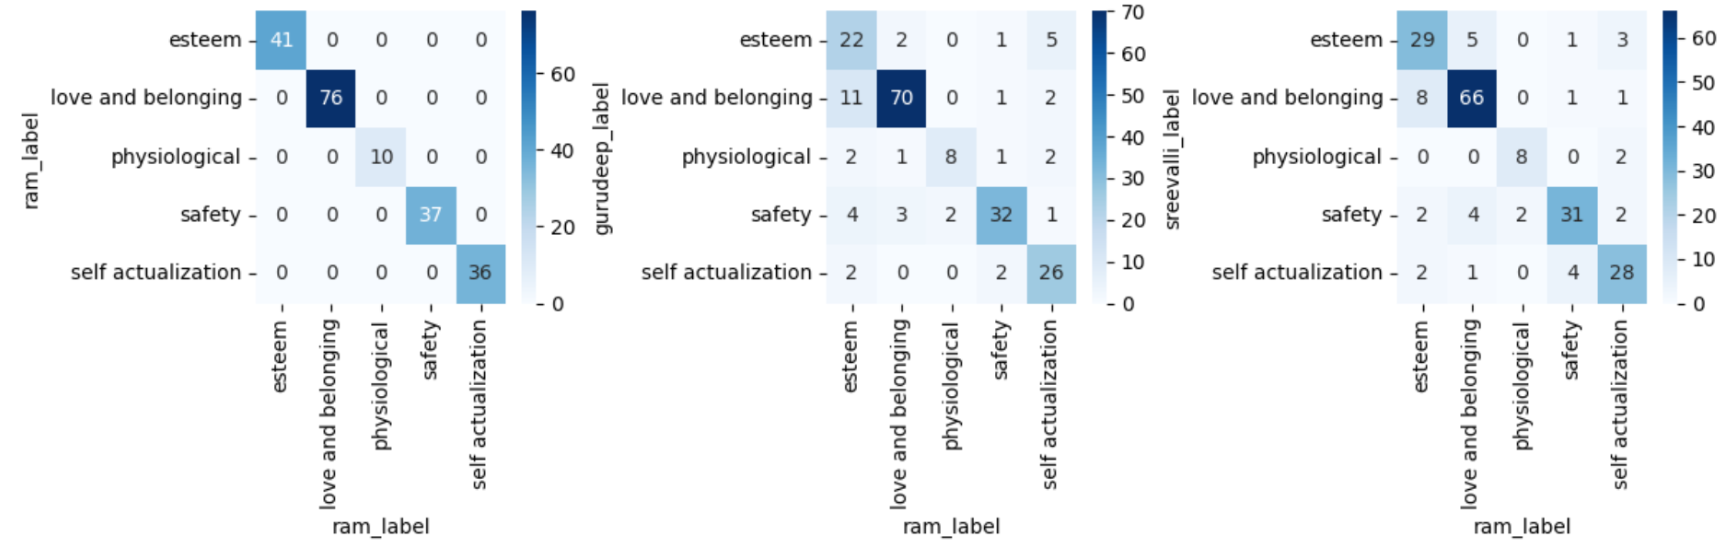 ram_label
esteem
love and belonging
physiological
safety
self actualization
41 0 0 0 0
0 76 0 0 0
0 0 10 0 0
0 0 0 37 0
0 0 0 0 36
60
40
20
0
esteem
love and belonging
physiological
safety
self actualization
ram_label
gurudeep_label
esteem
love and belonging
physiological
safety
self actualization
22 2 0 1 5
11 70 0 1 2
2 1 8 1 2
4 3 2 32 1
2 0 0 2 26
70
60
50
40
30
20
10
0
esteem
love and belonging
physiological
safety
self actualization
ram_label
sreevalli_label
esteem
love and belonging
physiological
safety
self actualization
29 5 0 1 3
8 66 0 1 1
0 0 8 0 2
2 4 2 31 2
2 1 0 4 28
60
50
40
30
20
10
0
esteem
love and belonging
physiological
safety
self actualization
ram_label